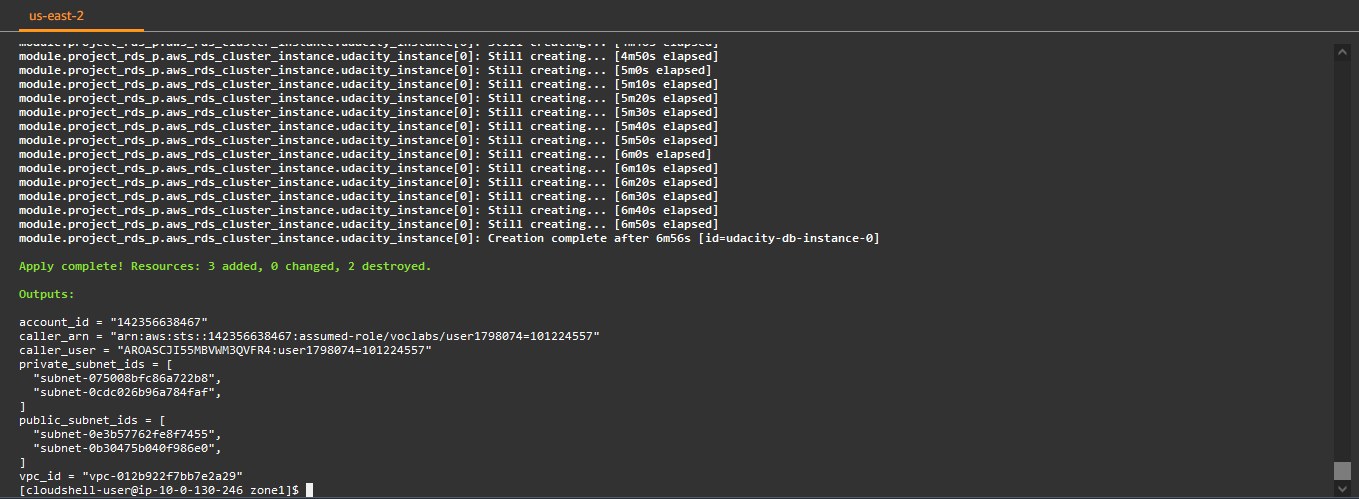 us-east-2
module.project_rds_p.aws_rds_cluster_instance.udacity_instance[0]: Still creating... [4m40s elapsed]
module.project_rds_p.aws_rds_cluster_instance.udacity_instance[0]: Still creating... [4m50s elapsed]
module.project_rds_p.aws_rds_cluster_instance.udacity_instance[0]: Still creating... [5m0s elapsed]
module.project_rds_p.aws_rds_cluster_instance.udacity_instance[0]: Still creating... [5m10s elapsed]
module.project_rds_p.aws_rds_cluster_instance.udacity_instance[0]: Still creating... [5m20s elapsed]
module.project_rds_p.aws_rds_cluster_instance.udacity_instance[0]: Still creating... [5m30s elapsed]
module.project_rds_p.aws_rds_cluster_instance.udacity_instance[0]: Still creating... [5m40s elapsed]
module.project_rds_p.aws_rds_cluster_instance.udacity_instance[0]: Still creating... [5m50s elapsed]
module.project_rds_p.aws_rds_cluster_instance.udacity_instance[0]: Still creating... [6m0s elapsed]
module.project_rds_p.aws_rds_cluster_instance.udacity_instance[0]: Still creating... [6m10s elapsed]
module.project_rds_p.aws_rds_cluster_instance.udacity_instance[0]: Still creating... [6m20s elapsed]
module.project_rds_p.aws_rds_cluster_instance.udacity_instance[0]: Still creating... [6m30s elapsed]
module.project_rds_p.aws_rds_cluster_instance.udacity_instance[0]: Still creating... [6m40s elapsed]
module.project_rds_p.aws_rds_cluster_instance.udacity_instance[0]: Still creating... [6m50s elapsed]
module.project_rds_p.aws_rds_cluster_instance.udacity_instance[0]: Creation complete after 6m56s [id=udacity-db-instance-0]
Apply complete! Resources: 3 added, 0 changed, 2 destroyed.
Outputs:
account_id = "142356638467"
caller_arn = "arn:aws:sts::142356638467:assumed-role/voclabs/user1798074=101224557"
caller_user = "AROASCJI55MBVWM3QVFR4:user1798074=101224557"
private_subnet_ids = [
  "subnet-075008bfc86a722b8",
  "subnet-0cdc026b96a784faf",
]
public_subnet_ids = [
  "subnet-0e3b57762fe8f7455",
  "subnet-0b30475b040f986e0",
]
vpc_id = "vpc-012b922f7bb7e2a29"
[cloudshell-user@ip-10-0-130-246 zone1]$